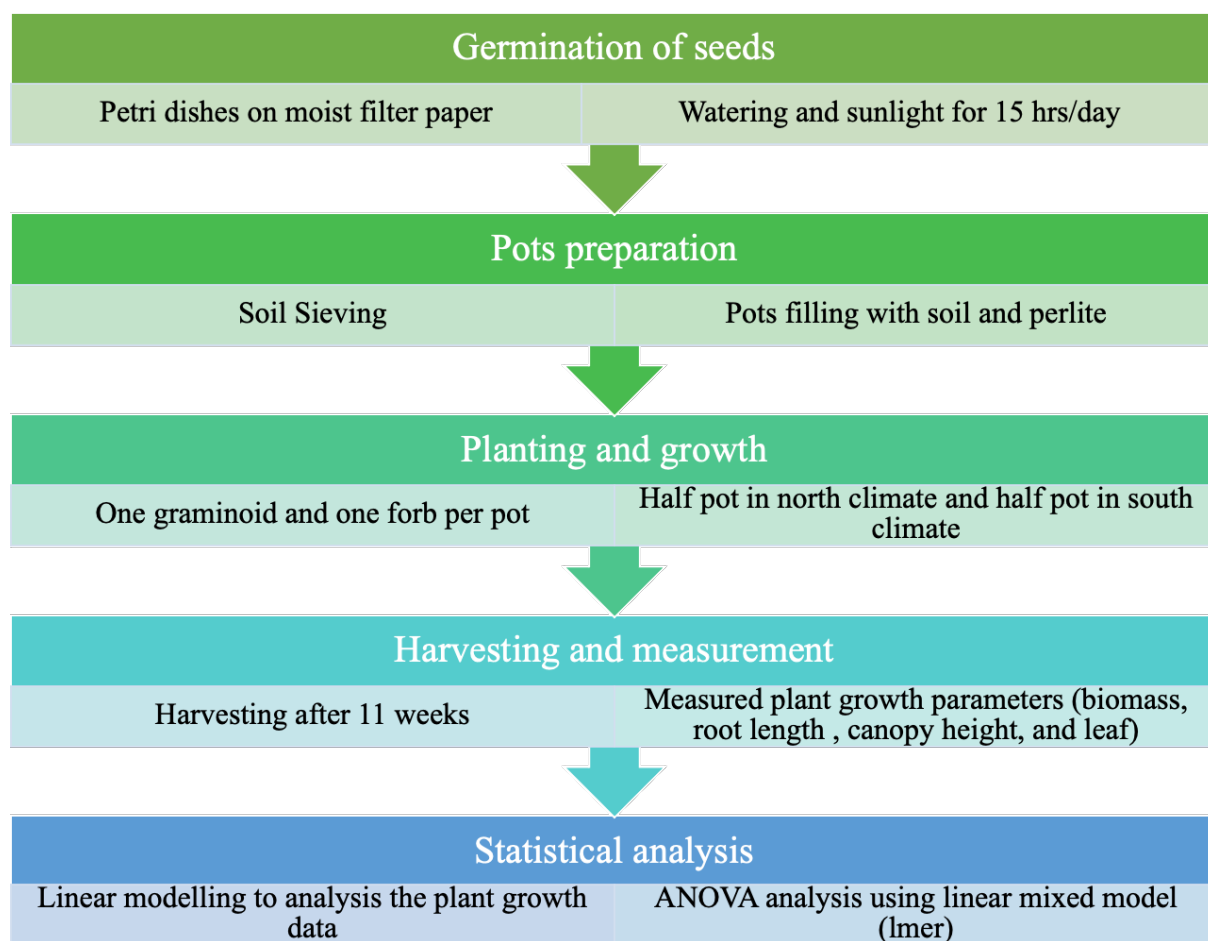 Germination of seeds
Petri dishes on moist filter paper
Watering and sunlight for 15 hrs/day
Pots preparation
Soil Sieving
Pots filling with soil and perlite
Planting and growth
One graminoid and one forb per pot
Half pot in north climate and half pot in south
climate
Harvesting and measurement
Harvesting after 11 weeks
Measured plant growth parameters (biomass,
root length , canopy height, and leaf)
Statistical analysis
Linear modelling to analysis the plant growth
data
ANOVA analysis using linear mixed model
(lmer)